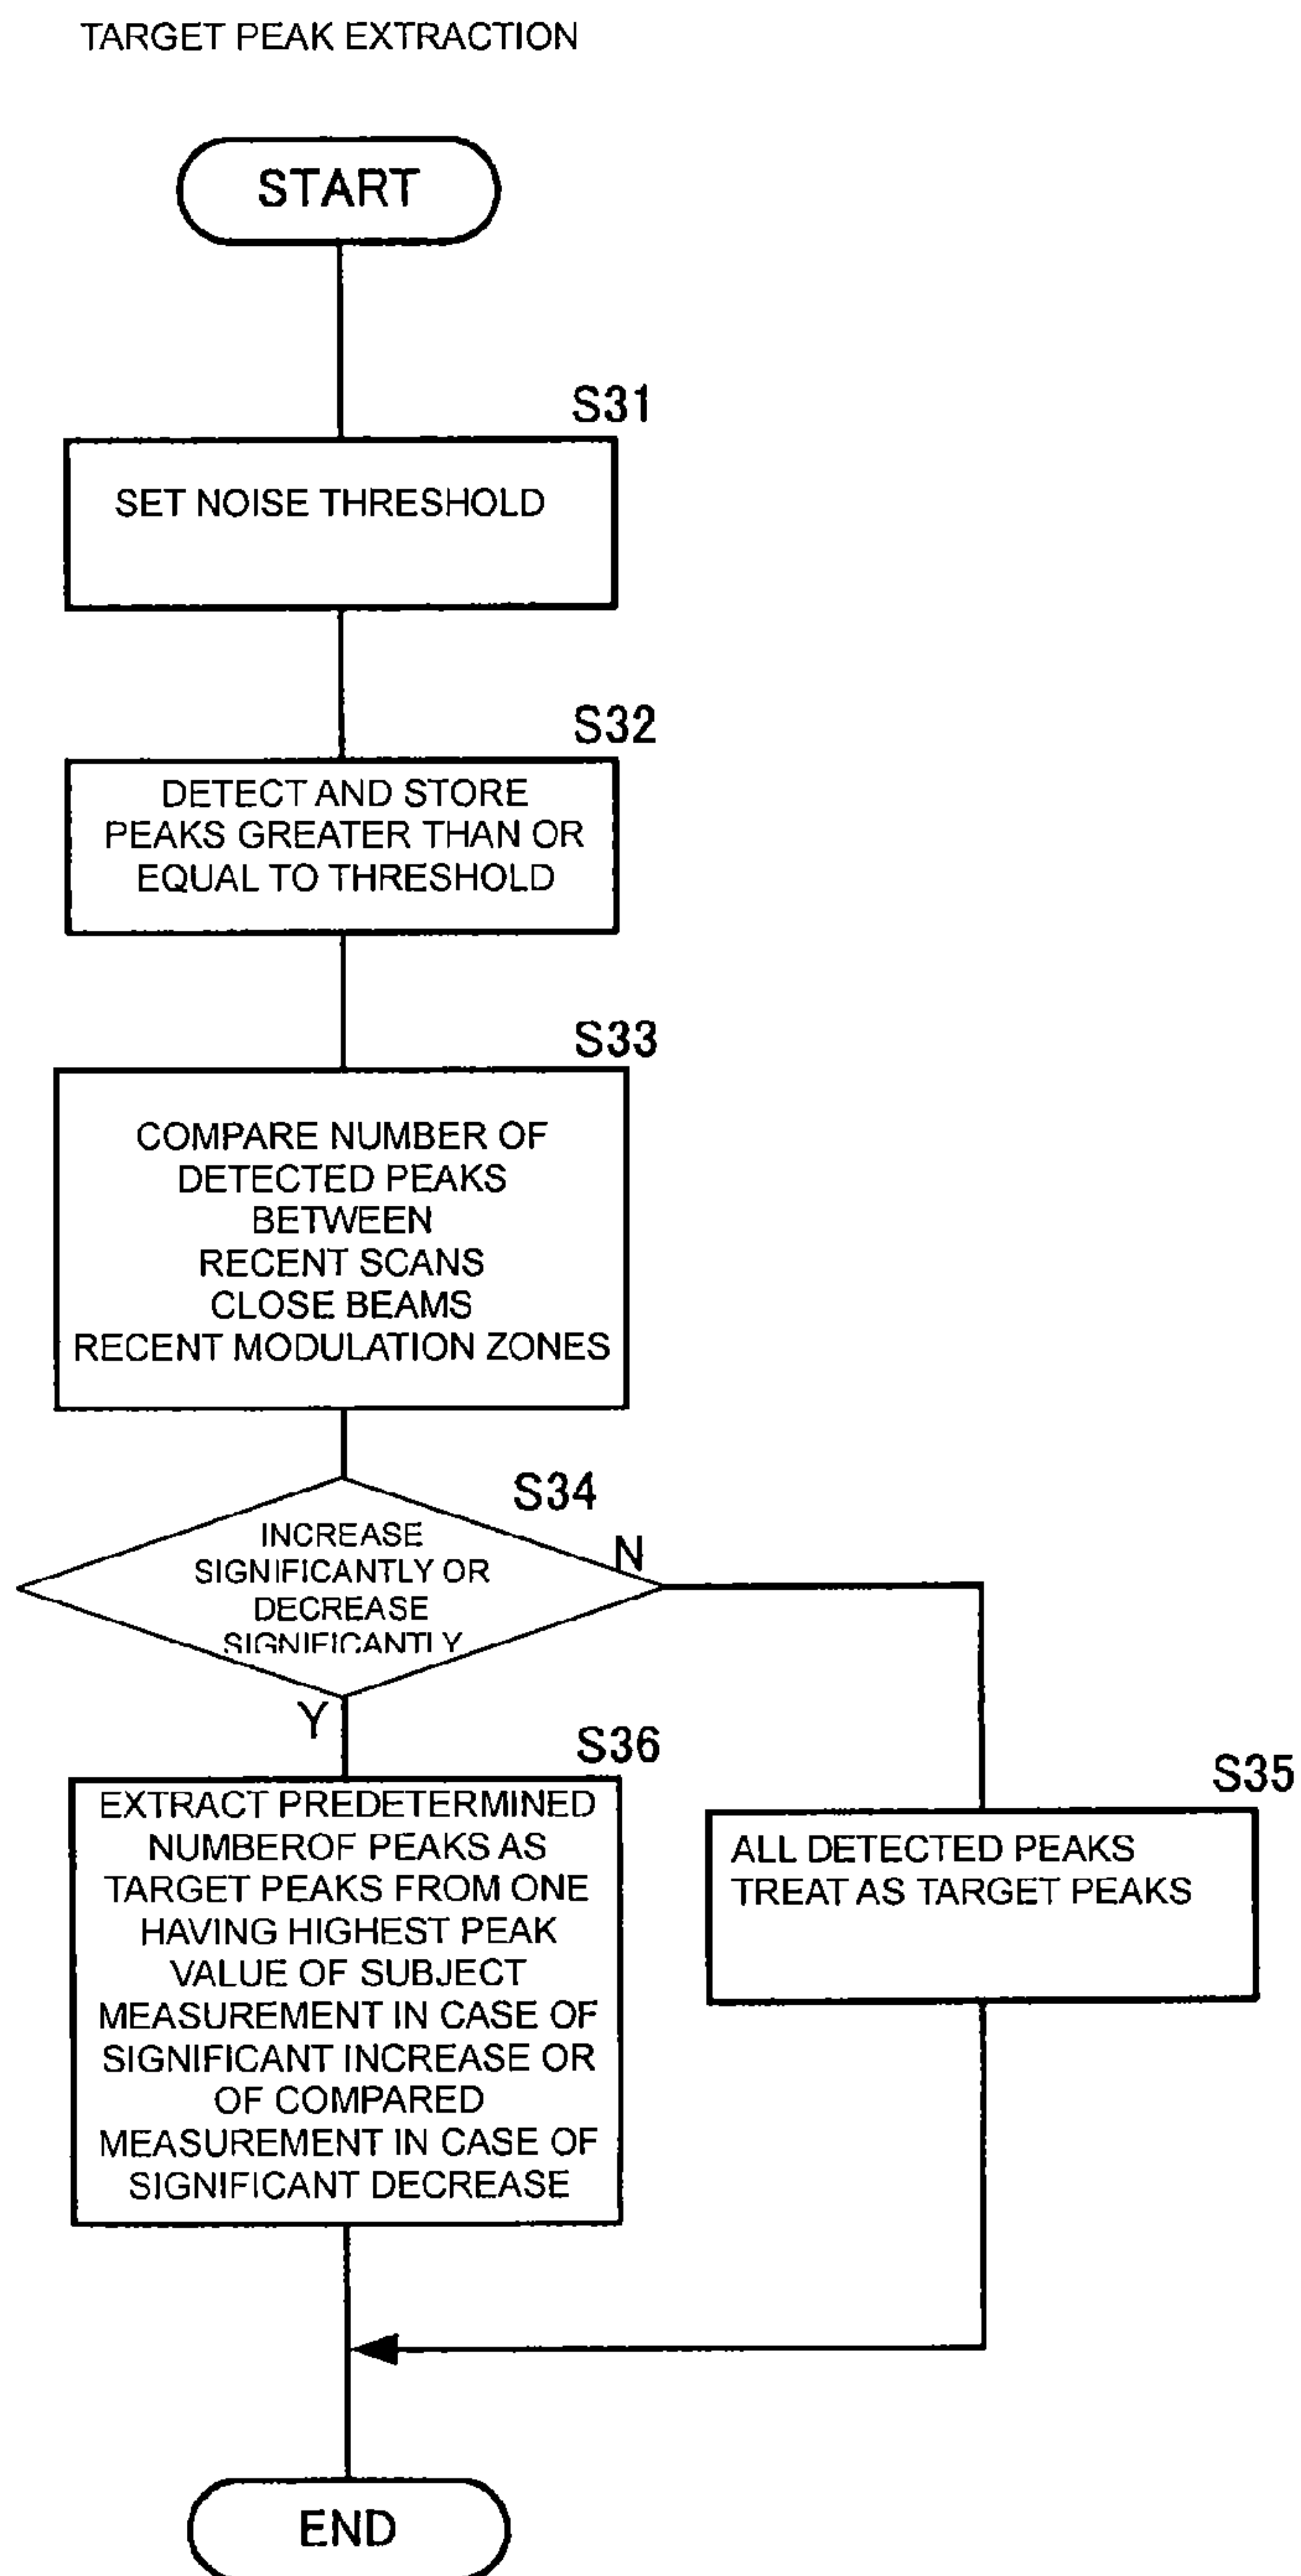 TARGET PEAK EXTRACTION
START
S31
SET NOISE THRESHOLD
S32
DETECT AND STORE
PEAKS GREATER THAN OR
EQUAL TO THRESHOLD
S33
COMPARE NUMBER OF
DETECTED PEAKS
BETWEEN
RECENT SCANS
CLOSE BEAMS
RECENT MODULATION ZONES
S34
INCREASE
SIGNIFICANTLY OR
DECREASE
SIGNIFICANTLY
N
Y
S36
EXTRACT PREDETERMINED
NUMBEROF PEAKS AS
TARGET PEAKS FROM ONE
HAVING HIGHEST PEAK
VALUE OF SUBJECT
MEASUREMENT IN CASE OF
SIGNIFICANT INCREASE OR
OF COMPARED
MEASUREMENT IN CASE OF
SIGNIFICANT DECREASE
S35
ALL DETECTED PEAKS
TREAT AS TARGET PEAKS
END